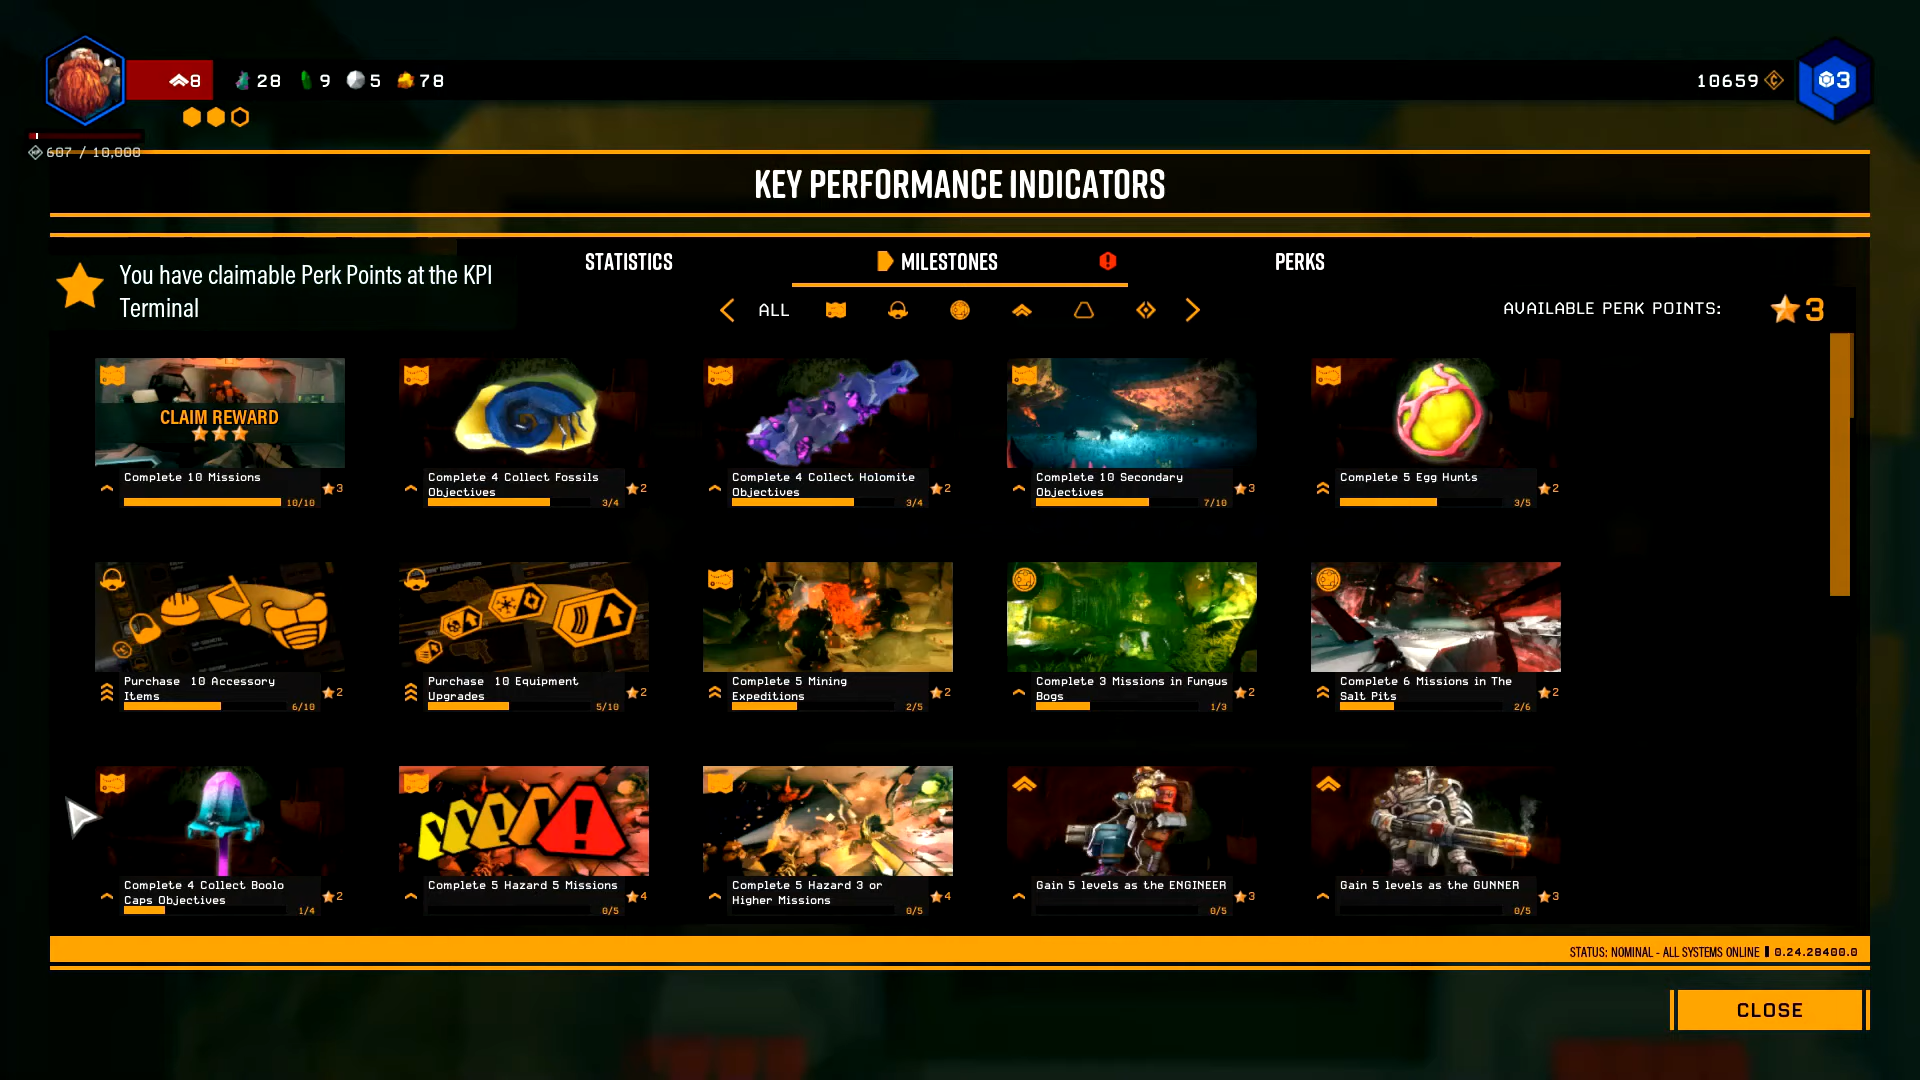 8 28 9 5 78
10659 3
607 / 10,000
KEY PERFORMANCE INDICATORS
You have claimable Perk Points at the KPI
Terminal
STATISTICS
MILESTONES
PERKS
ALL
AVAILABLE PERK POINTS: 3
CLAIM REWARD
Complete 10 Missions
3
10/10
Complete 4 Collect Fossils
Objectives
2
3/4
Complete 4 Collect Holomite
Objectives
2
3/4
Complete 10 Secondary
Objectives
3
7/10
Complete 5 Egg Hunts
2
3/5
Purchase 10 Accessory
Items
2
6/10
Purchase 10 Equipment
Upgrades
2
5/10
Complete 5 Mining
Expeditions
2
2/5
Complete 3 Missions in Fungus
Bogs
2
1/3
Complete 6 Missions in The
Salt Pits
2
2/6
Complete 4 Collect Boolo
Caps Objectives
2
1/4
Complete 5 Hazard 5 Missions
4
0/5
Complete 5 Hazard 3 or
Higher Missions
4
0/5
Gain 5 levels as the ENGINEER
3
0/5
Gain 5 levels as the GUNNER
3
0/5
STATUS: NOMINAL - ALL SYSTEMS ONLINE 0.24.28400.0
CLOSE